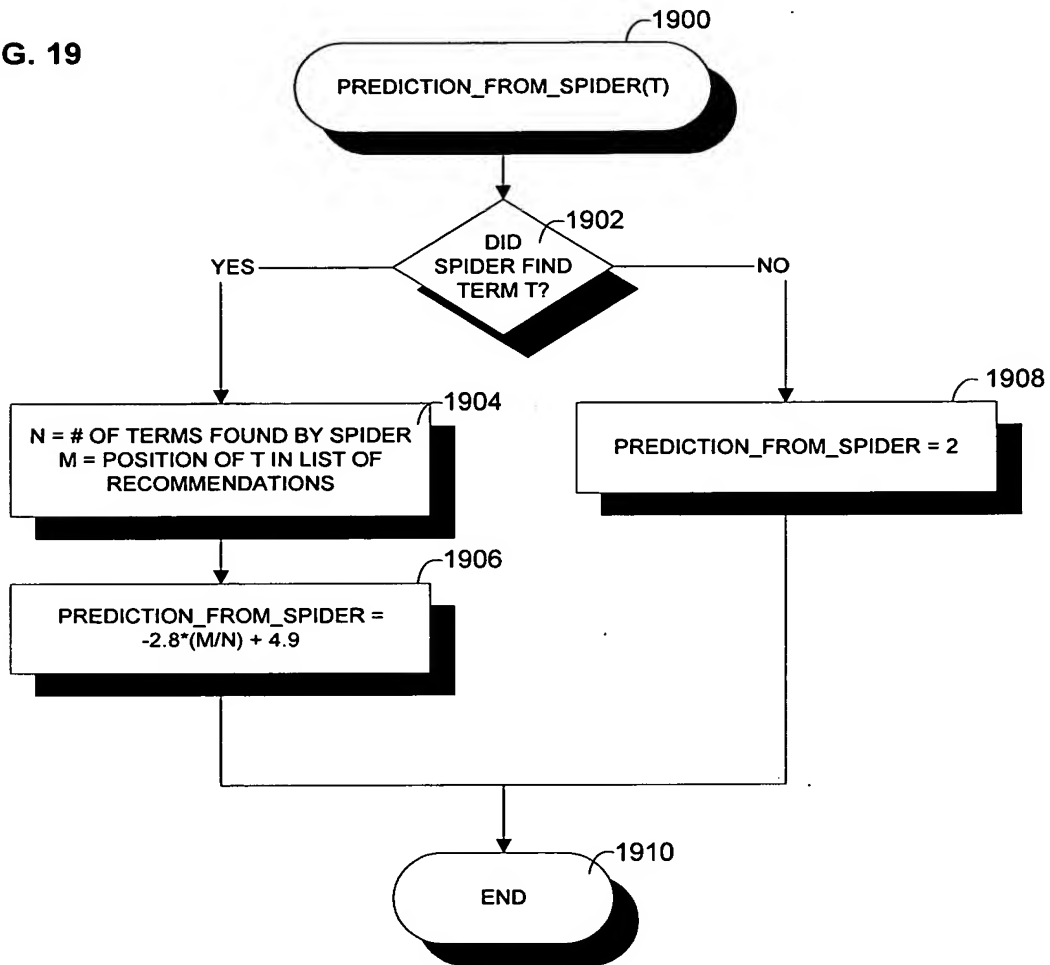 G. 19
1900
PREDICTION_FROM_SPIDER(T)
1902
DID
SPIDER FIND
TERM T?
YES
NO
1904
N = # OF TERMS FOUND BY SPIDER
M = POSITION OF T IN LIST OF
RECOMMENDATIONS
1908
PREDICTION_FROM_SPIDER = 2
1906
PREDICTION_FROM_SPIDER =
-2.8*(M/N) + 4.9
1910
END